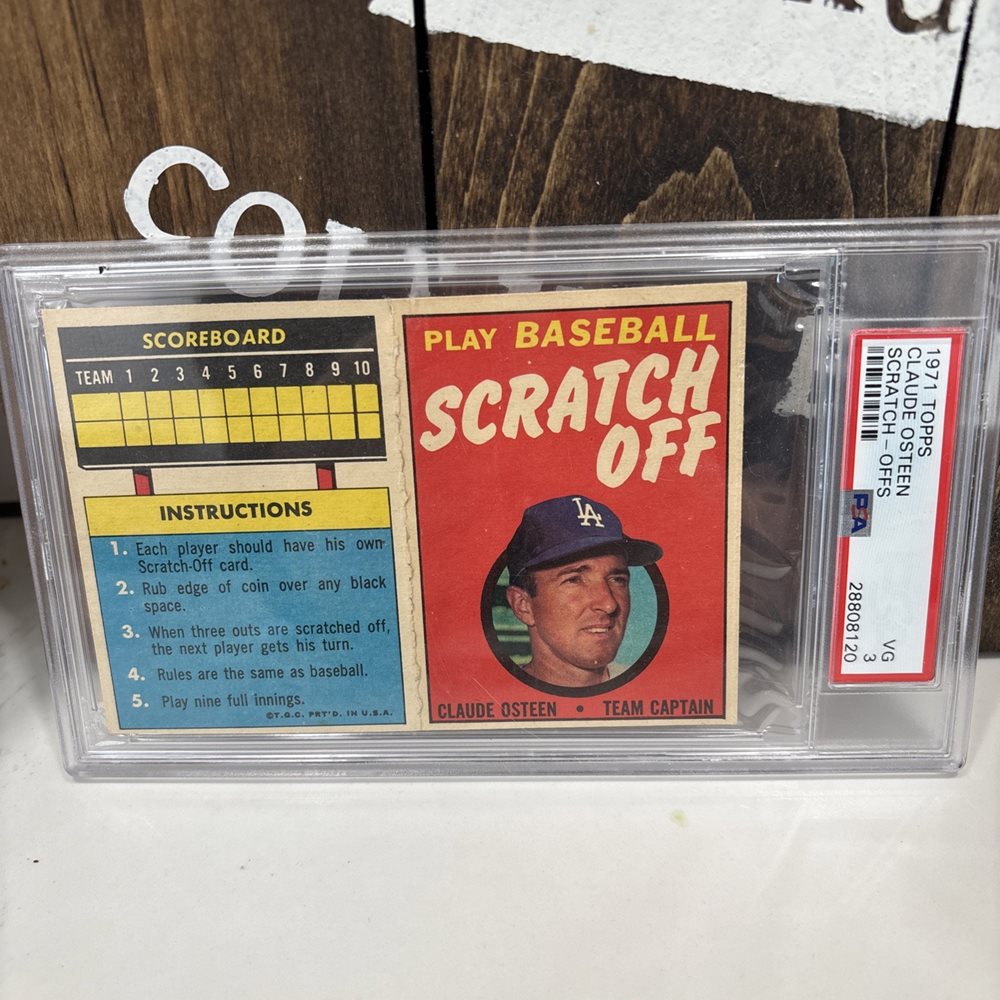 SCOREBOARD
TEAM 1 2 3 4 5 6 7 8 9 10
INSTRUCTIONS
1. Each player should have his own
Scratch-Off card.
2. Rub edge of coin over any black
space.
3. When three outs are scratched off,
the next player gets his turn.
4. Rules are the same as baseball.
5. Play nine full innings.
©T.G.C. PRT'D. IN U.S.A.
PLAY BASEBALL
SCRATCH
OFF
LA
CLAUDE OSTEEN • TEAM CAPTAIN
1971 TOPPS
CLAUDE OSTEEN
SCRATCH-OFFS
PSA
VG
3
28808120